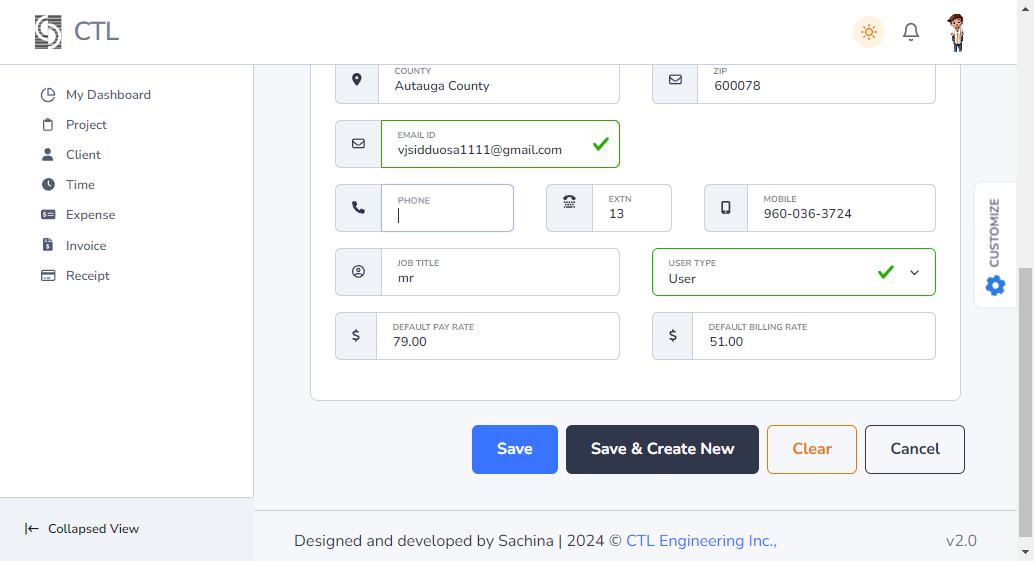 CTL
My Dashboard
Project
Client
Time
Expense
Invoice
Receipt
Collapsed View
COUNTY
Autauga County
ZIP
600078
EMAIL ID
vjsidduosa1111@gmail.com
PHONE
EXTN
13
MOBILE
960-036-3724
JOB TITLE
mr
USER TYPE
User
DEFAULT PAY RATE
$ 79.00
DEFAULT BILLING RATE
$ 51.00
Save
Save & Create New
Clear
Cancel
CUSTOMIZE
Designed and developed by Sachina | 2024 © CTL Engineering Inc.,
v2.0